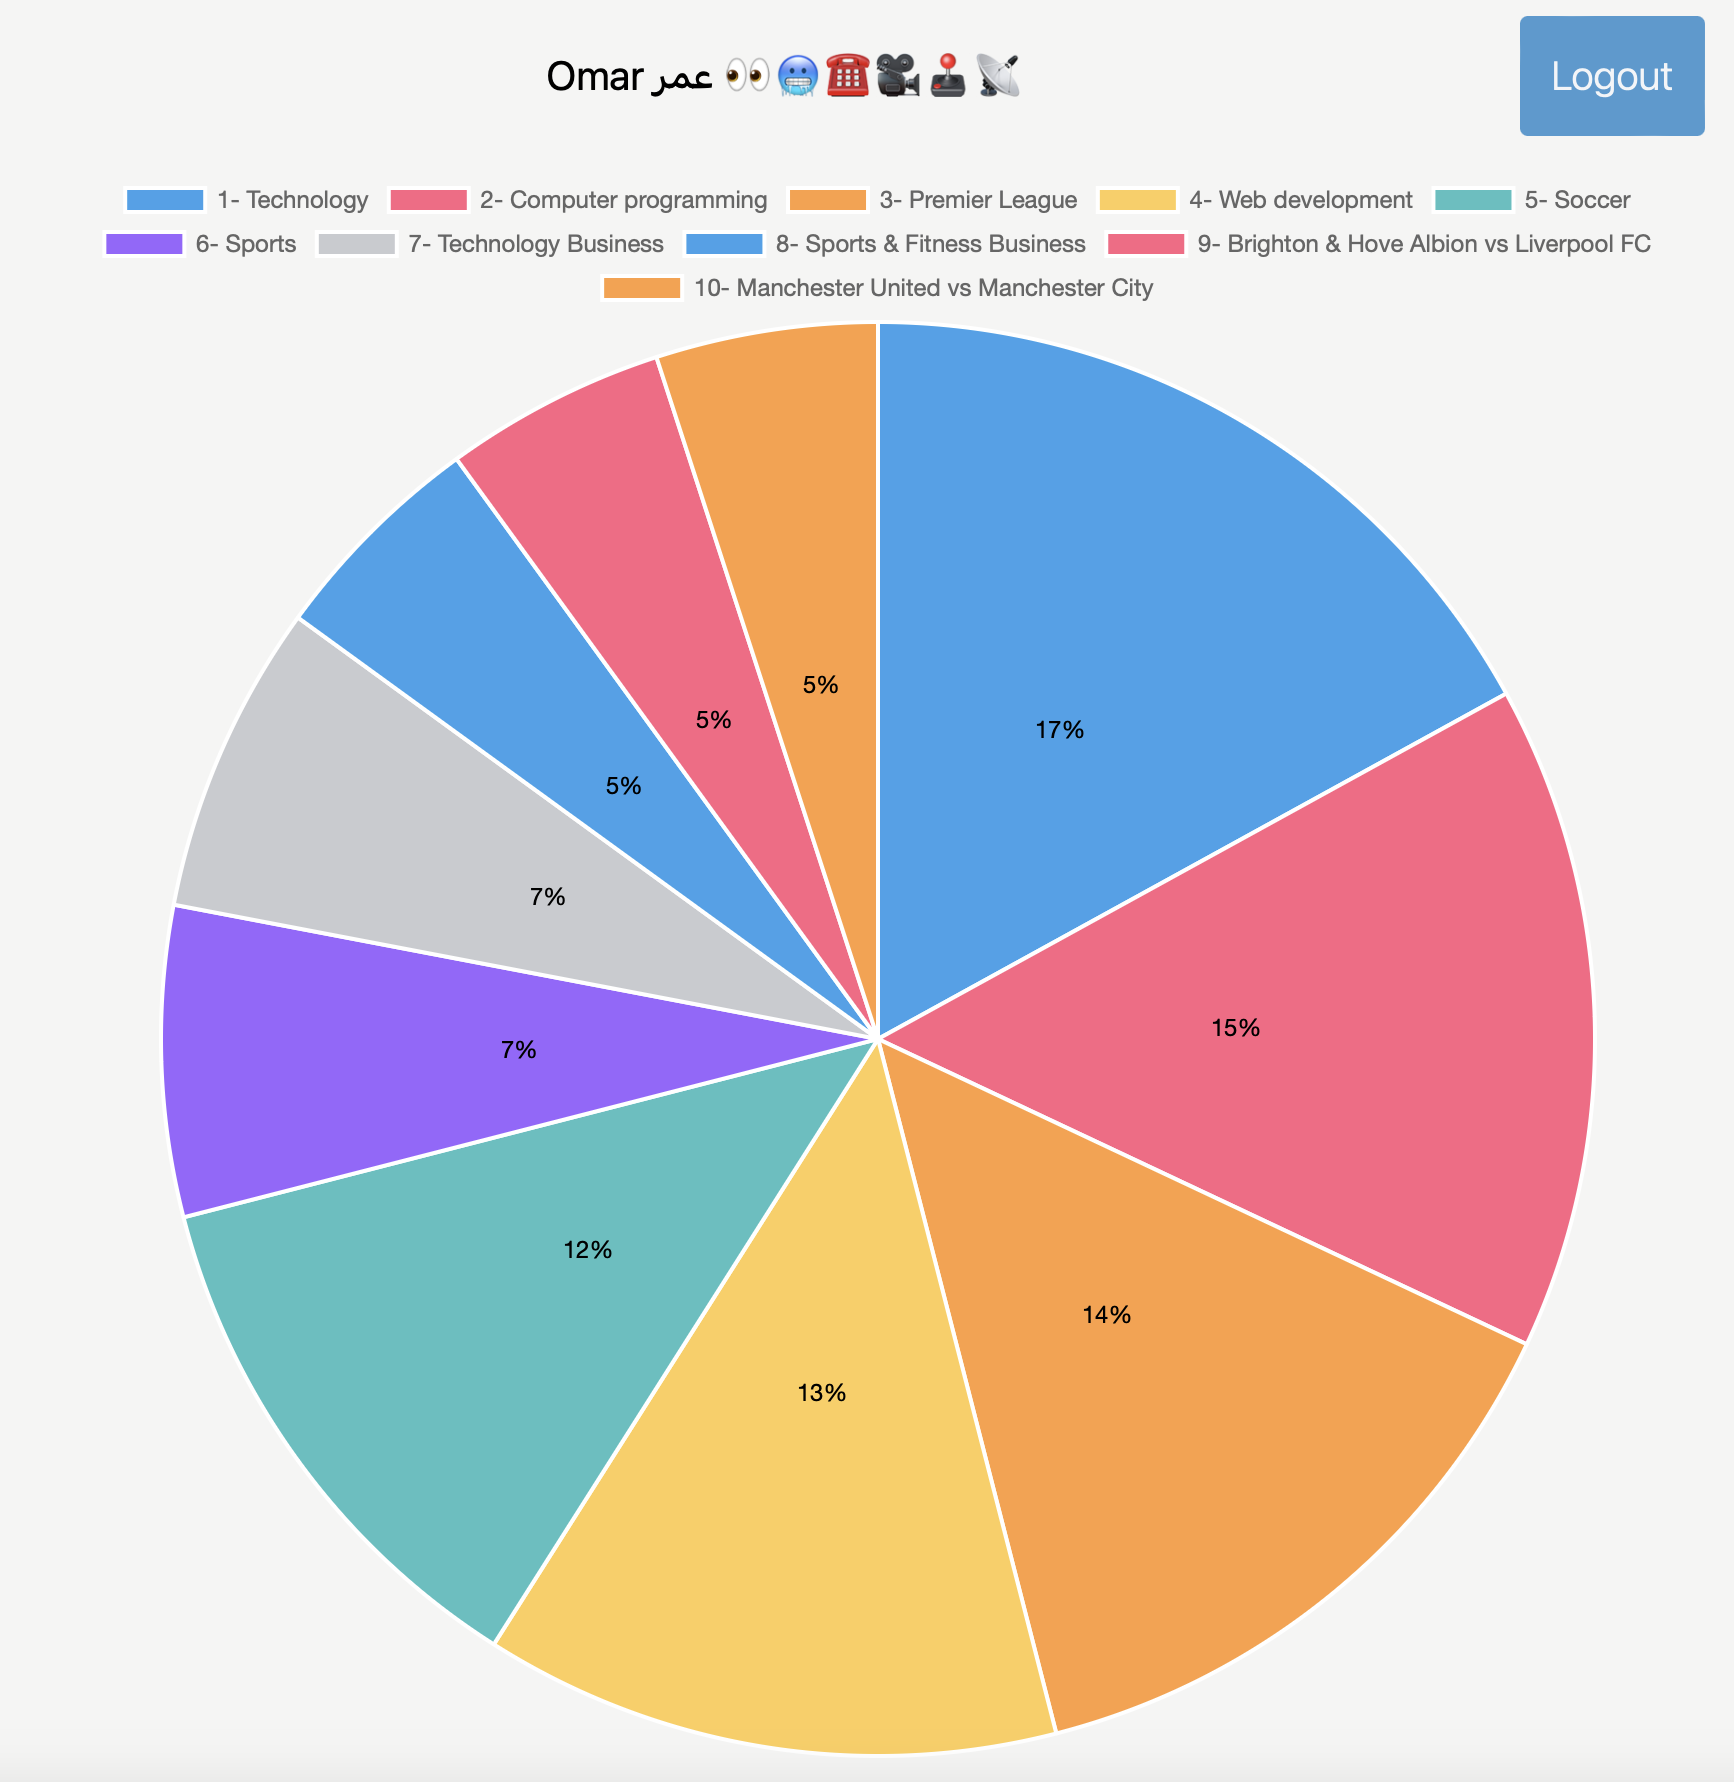 Omar عمر 👀🥶☎️🎥🕹️📡
Logout
1- Technology 2- Computer programming 3- Premier League 4- Web development 5- Soccer
6- Sports 7- Technology Business 8- Sports & Fitness Business 9- Brighton & Hove Albion vs Liverpool FC
10- Manchester United vs Manchester City
5%
5%
17%
5%
7%
15%
7%
12%
14%
13%